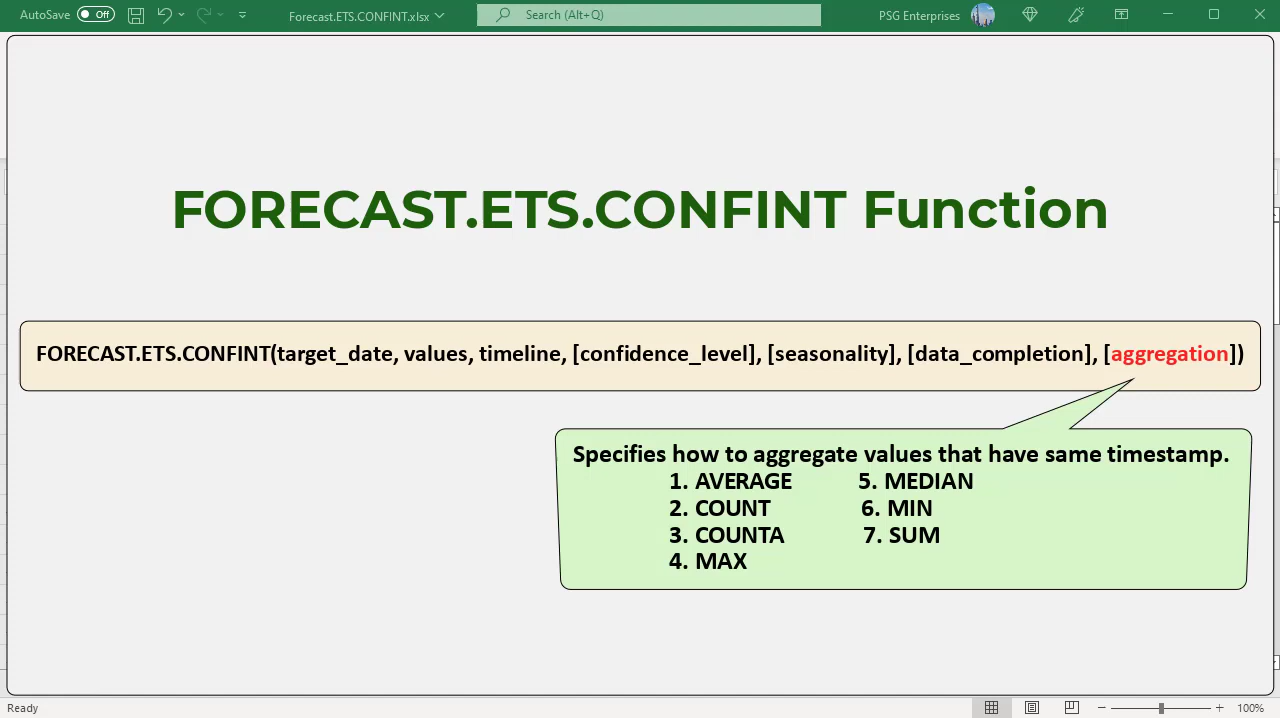 AutoSave Off Forecast.ETS.CONFINT.xlsx Search (Alt+Q) PSG Enterprises
FORECAST.ETS.CONFINT Function
FORECAST.ETS.CONFINT(target_date, values, timeline, [confidence_level], [seasonality], [data_completion], [aggregation])
Specifies how to aggregate values that have same timestamp.
1. AVERAGE 5. MEDIAN
2. COUNT 6. MIN
3. COUNTA 7. SUM
4. MAX
Ready 100%